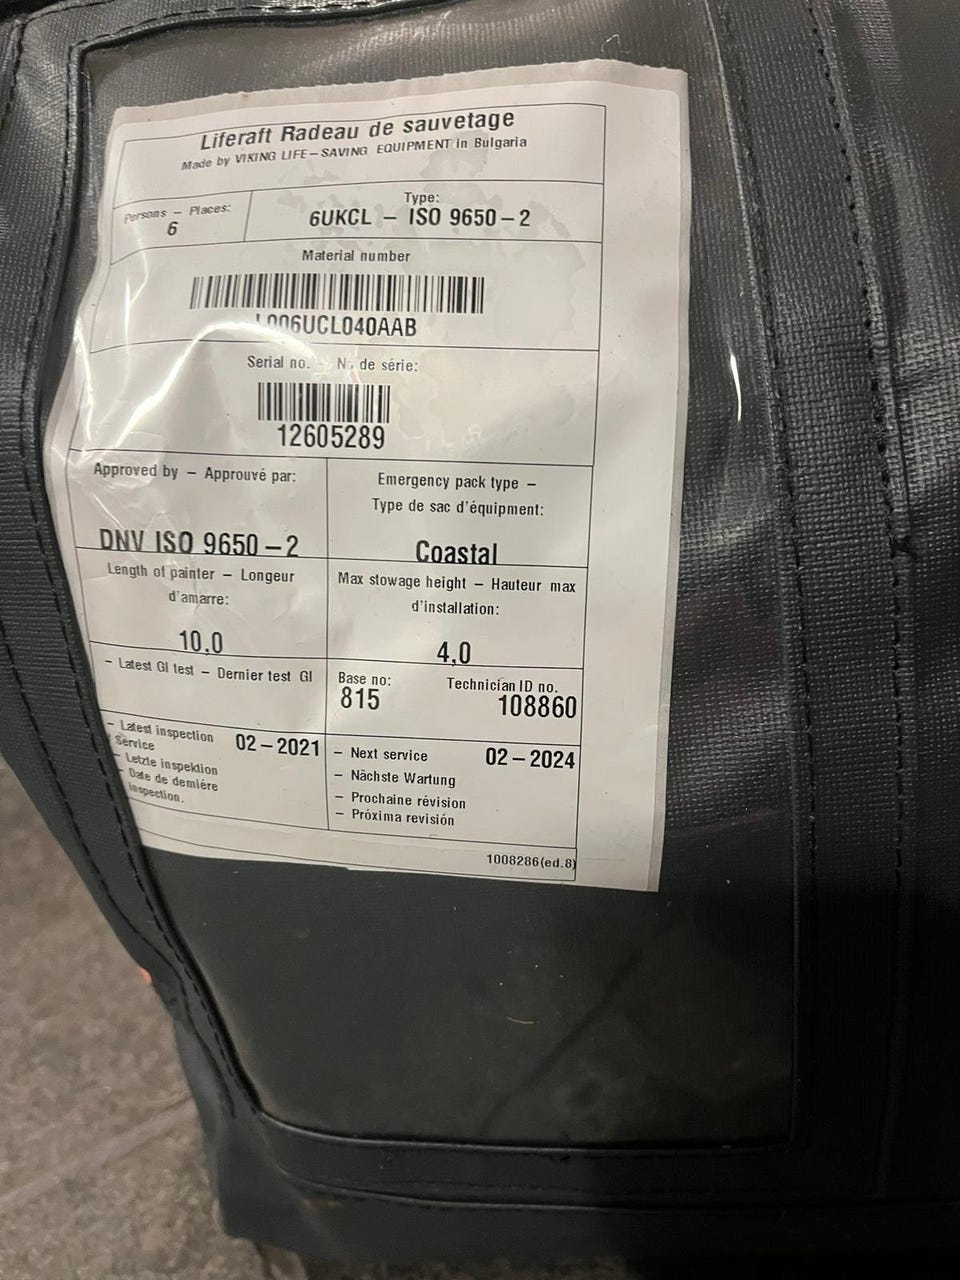 Liferaft Radeau de sauvetage
Made by VIKING LIFE-SAVING EQUIPMENT in Bulgaria
Persons - Places:
6
Type:
6UKCL - ISO 9650-2
Material number
L006UCL040AAB
Serial no. - No de série:
12605289
Approved by - Approuvé par:
DNV ISO 9650-2
Emergency pack type -
Type de sac d'équipment:
Coastal
Length of painter - Longeur
d'amarre:
10,0
Max stowage height - Hauteur max
d'installation:
4,0
- Latest GI test - Dernier test GI
Base no:
815
Technician ID no.
108860
- Latest inspection
Service
- Letzte inspektion
- Date de demiére
inspection.
02-2021
- Next service
- Nächste Wartung
- Prochaine révision
- Próxima revisión
02-2024
1008286(ed.8)